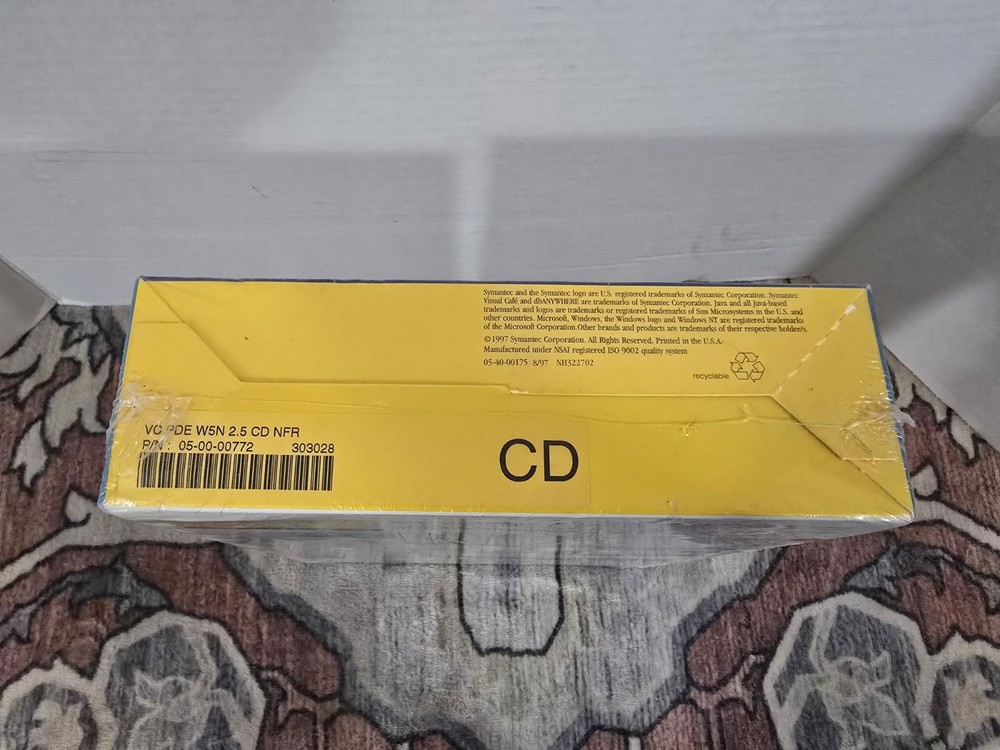 Symantec and the Symantec logo are U.S. registered trademarks of Symantec Corporation. Symantec
Visual Café and dbANYWHERE are trademarks of Symantec Corporation. Java and all Java-based
trademarks and logos are trademarks or registered trademarks of Sun Microsystems in the U.S. and
other countries. Microsoft, Windows, the Windows logo and Windows NT are registered trademarks
of the Microsoft Corporation. Other brands and products are trademarks of their respective holder/s.
©1997 Symantec Corporation. All Rights Reserved. Printed in the U.S.A.
Manufactured under NSAI registered ISO 9002 quality system
05-40-00175 8/97 NH322702
recyclable
VC PDE W5N 2.5 CD NFR
P/N: 05-00-00772 303028
CD